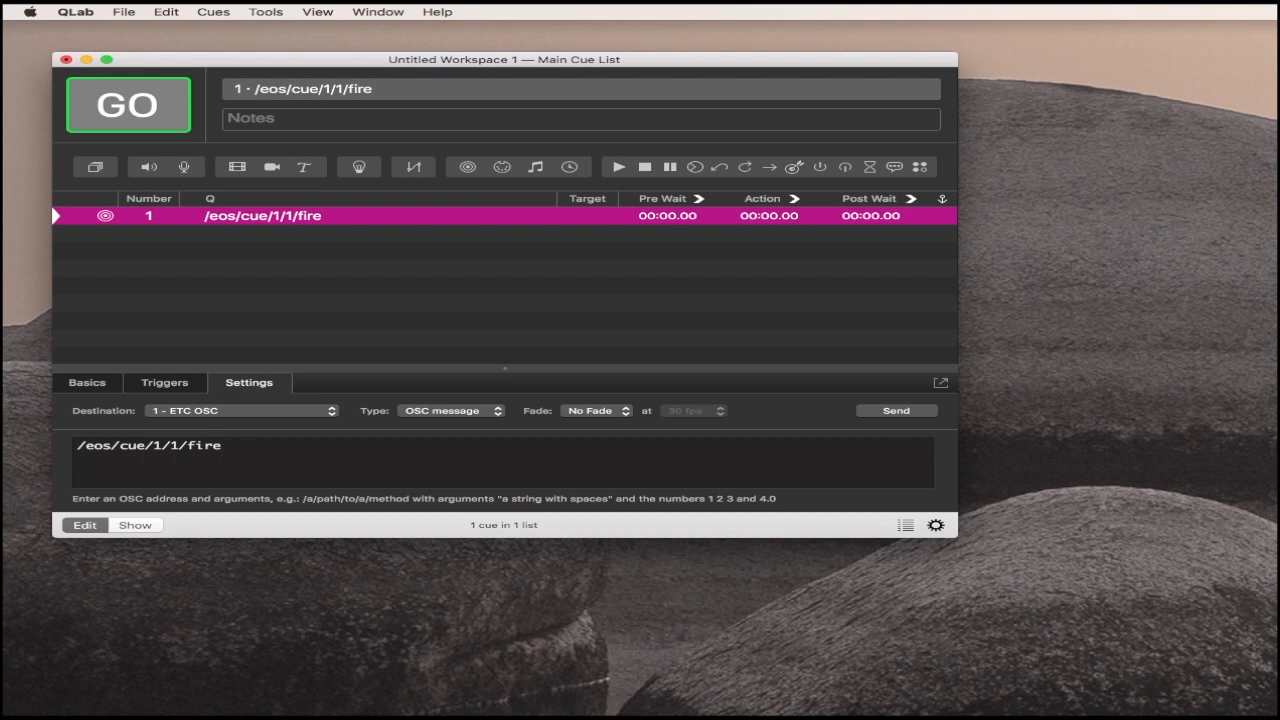 QLab File Edit Cues Tools View Window Help
Untitled Workspace 1 — Main Cue List
GO
1 · /eos/cue/1/1/fire
Notes
Number Q Target Pre Wait Action Post Wait
1 /eos/cue/1/1/fire 00:00.00 00:00.00 00:00.00
Basics Triggers Settings
Destination: 1 - ETC OSC Type: OSC message Fade: No Fade at 30 fps Send
/eos/cue/1/1/fire
Enter an OSC address and arguments, e.g.: /a/path/to/a/method with arguments "a string with spaces" and the numbers 1 2 3 and 4.0
Edit Show 1 cue in 1 list